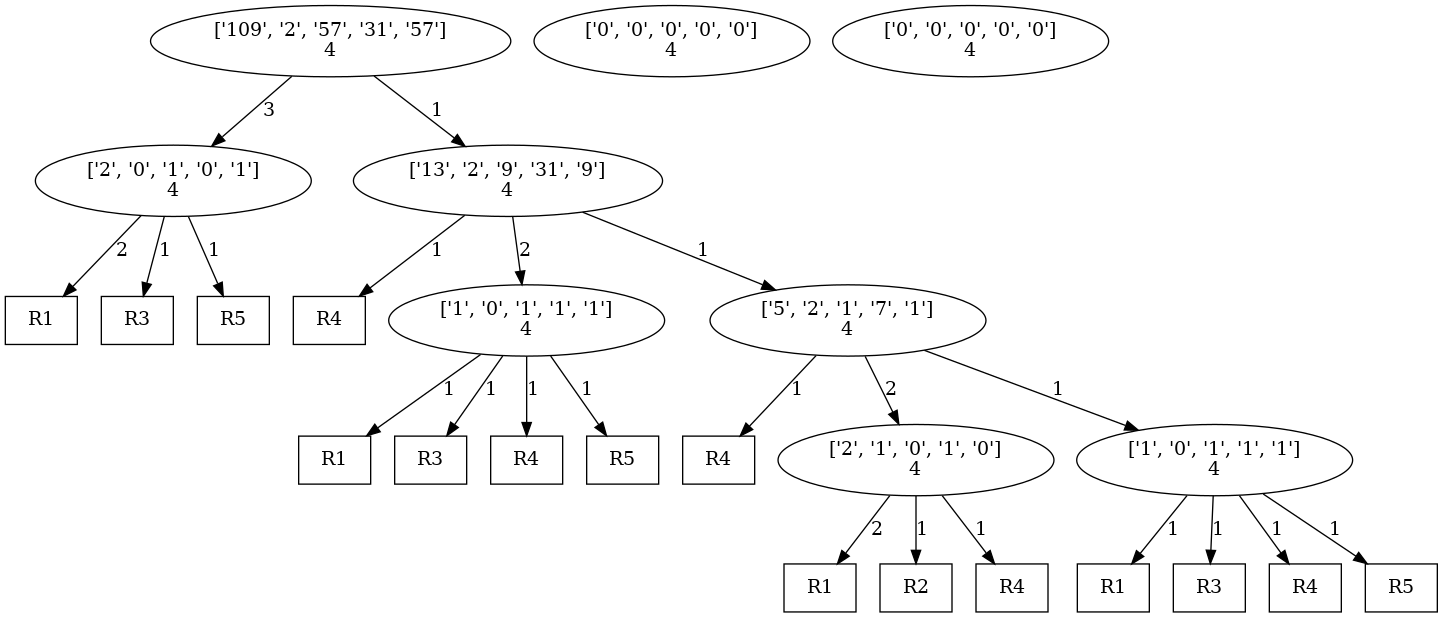 ['109', '2', '57', '31', '57']
4
['0', '0', '0', '0', '0']
4
['0', '0', '0', '0', '0']
4
3
1
['2', '0', '1', '0', '1']
4
['13', '2', '9', '31', '9']
4
2
1
1
1
2
1
R1
R3
R5
R4
['1', '0', '1', '1', '1']
4
['5', '2', '1', '7', '1']
4
1
1
1
1
1
2
1
R1
R3
R4
R5
R4
['2', '1', '0', '1', '0']
4
['1', '0', '1', '1', '1']
4
2
1
1
1
1
1
1
R1
R2
R4
R1
R3
R4
R5